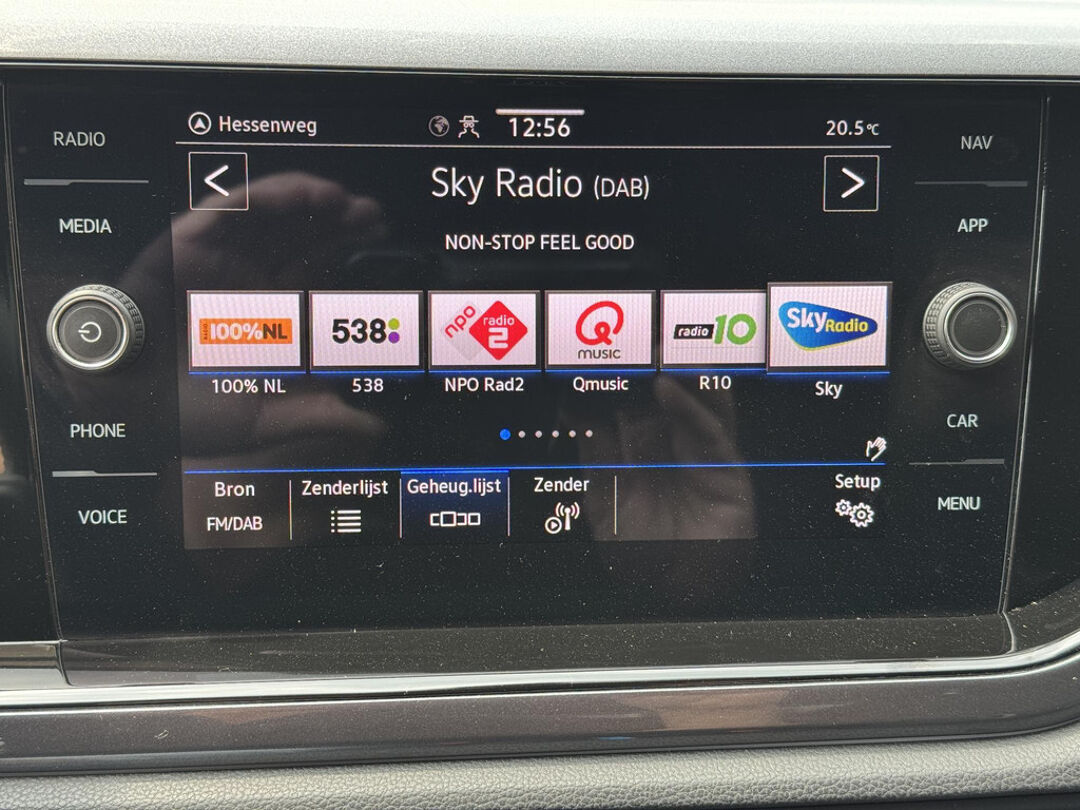 RADIO
MEDIA
PHONE
VOICE
Hessenweg
12:56
20.5°C
<
Sky Radio (DAB)
>
NON-STOP FEEL GOOD
RADIO 100%NL
538
npo radio 2
Q MUSIC
radio 10
Sky RADIO
100% NL
538
NPO Rad2
Qmusic
R10
Sky
Bron
FM/DAB
Zenderlijst
Geheug.lijst
Zender
Setup
NAV
APP
CAR
MENU